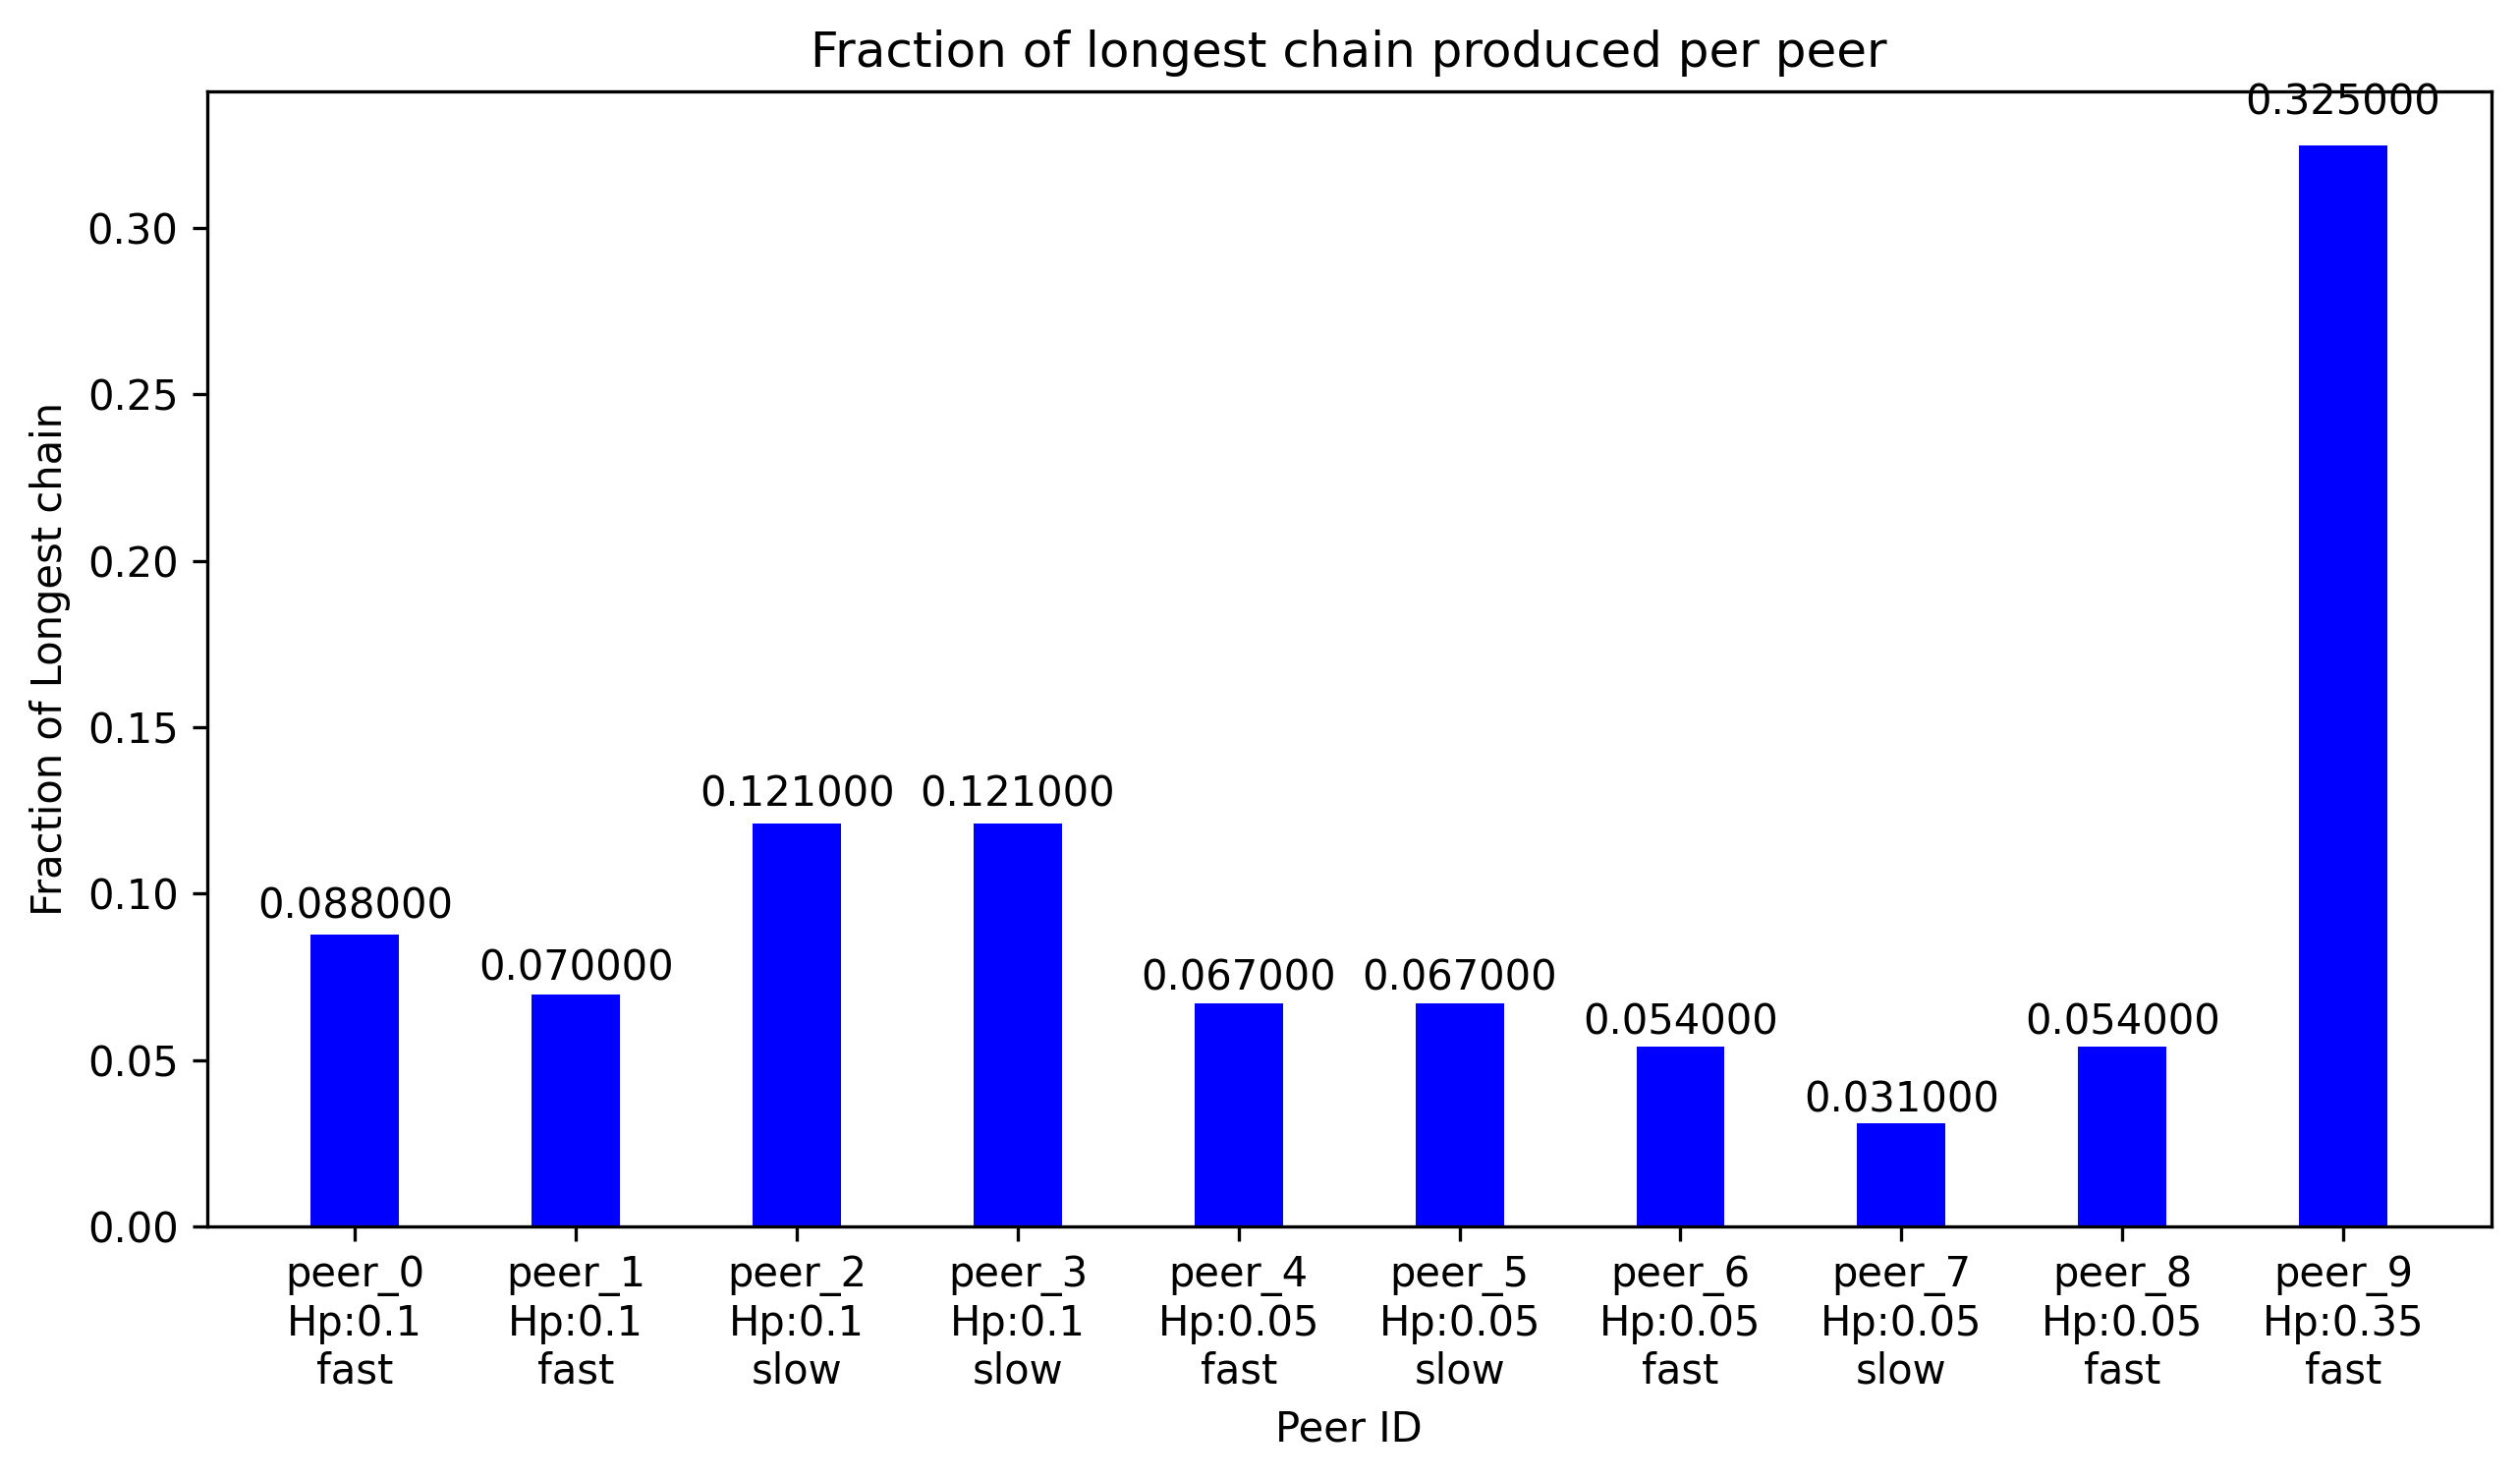 Fraction of longest chain produced per peer
Fraction of Longest chain
0.30
0.25
0.20
0.15
0.10
0.05
0.00
0.088000
0.070000
0.121000
0.121000
0.067000
0.067000
0.054000
0.031000
0.054000
0.325000
peer_0
Hp:0.1
fast
peer_1
Hp:0.1
fast
peer_2
Hp:0.1
slow
peer_3
Hp:0.1
slow
peer_4
Hp:0.05
fast
peer_5
Hp:0.05
slow
peer_6
Hp:0.05
fast
peer_7
Hp:0.05
slow
peer_8
Hp:0.05
fast
peer_9
Hp:0.35
fast
Peer ID